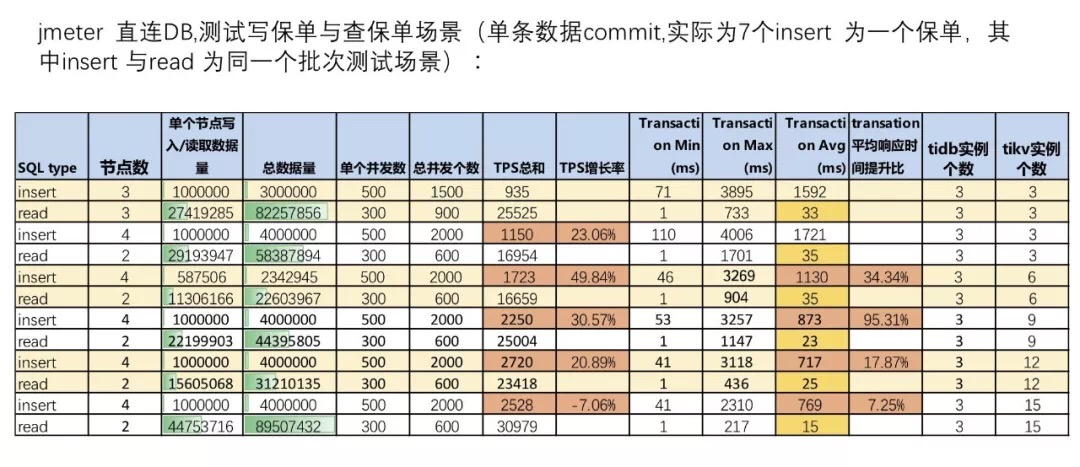 jmeter 直连DB,测试写保单与查保单场景（单条数据commit,实际为7个insert 为一个保单，其
中insert 与read 为同一个批次测试场景）：
SQL type 节点数 单个节点写入/读取数据量 总数据量 单个并发数 总并发个数 TPS总和 TPS增长率 Transaction Min (ms) Transaction Max (ms) Transaction Avg (ms) transation平均响应时间提升比 tidb实例个数 tikv实例个数
insert 3 1000000 3000000 500 1500 935 71 3895 1592 3 3
read 3 27419285 82257856 300 900 25525 1 733 33 3 3
insert 4 1000000 4000000 500 2000 1150 23.06% 110 4006 1721 3 3
read 2 29193947 58387894 300 600 16954 1 1701 35 3 3
insert 4 587506 2342945 500 2000 1723 49.84% 46 3269 1130 34.34% 3 6
read 2 11306166 22603967 300 600 16659 1 904 35 3 6
insert 4 1000000 4000000 500 2000 2250 30.57% 53 3257 873 95.31% 3 9
read 2 22199903 44395805 300 600 25004 1 1147 23 3 9
insert 4 1000000 4000000 500 2000 2720 20.89% 41 3118 717 17.87% 3 12
read 2 15605068 31210135 300 600 23418 1 436 25 3 12
insert 4 1000000 4000000 500 2000 2528 -7.06% 41 2310 769 7.25% 3 15
read 2 44753716 89507432 300 600 30979 1 217 15 3 15